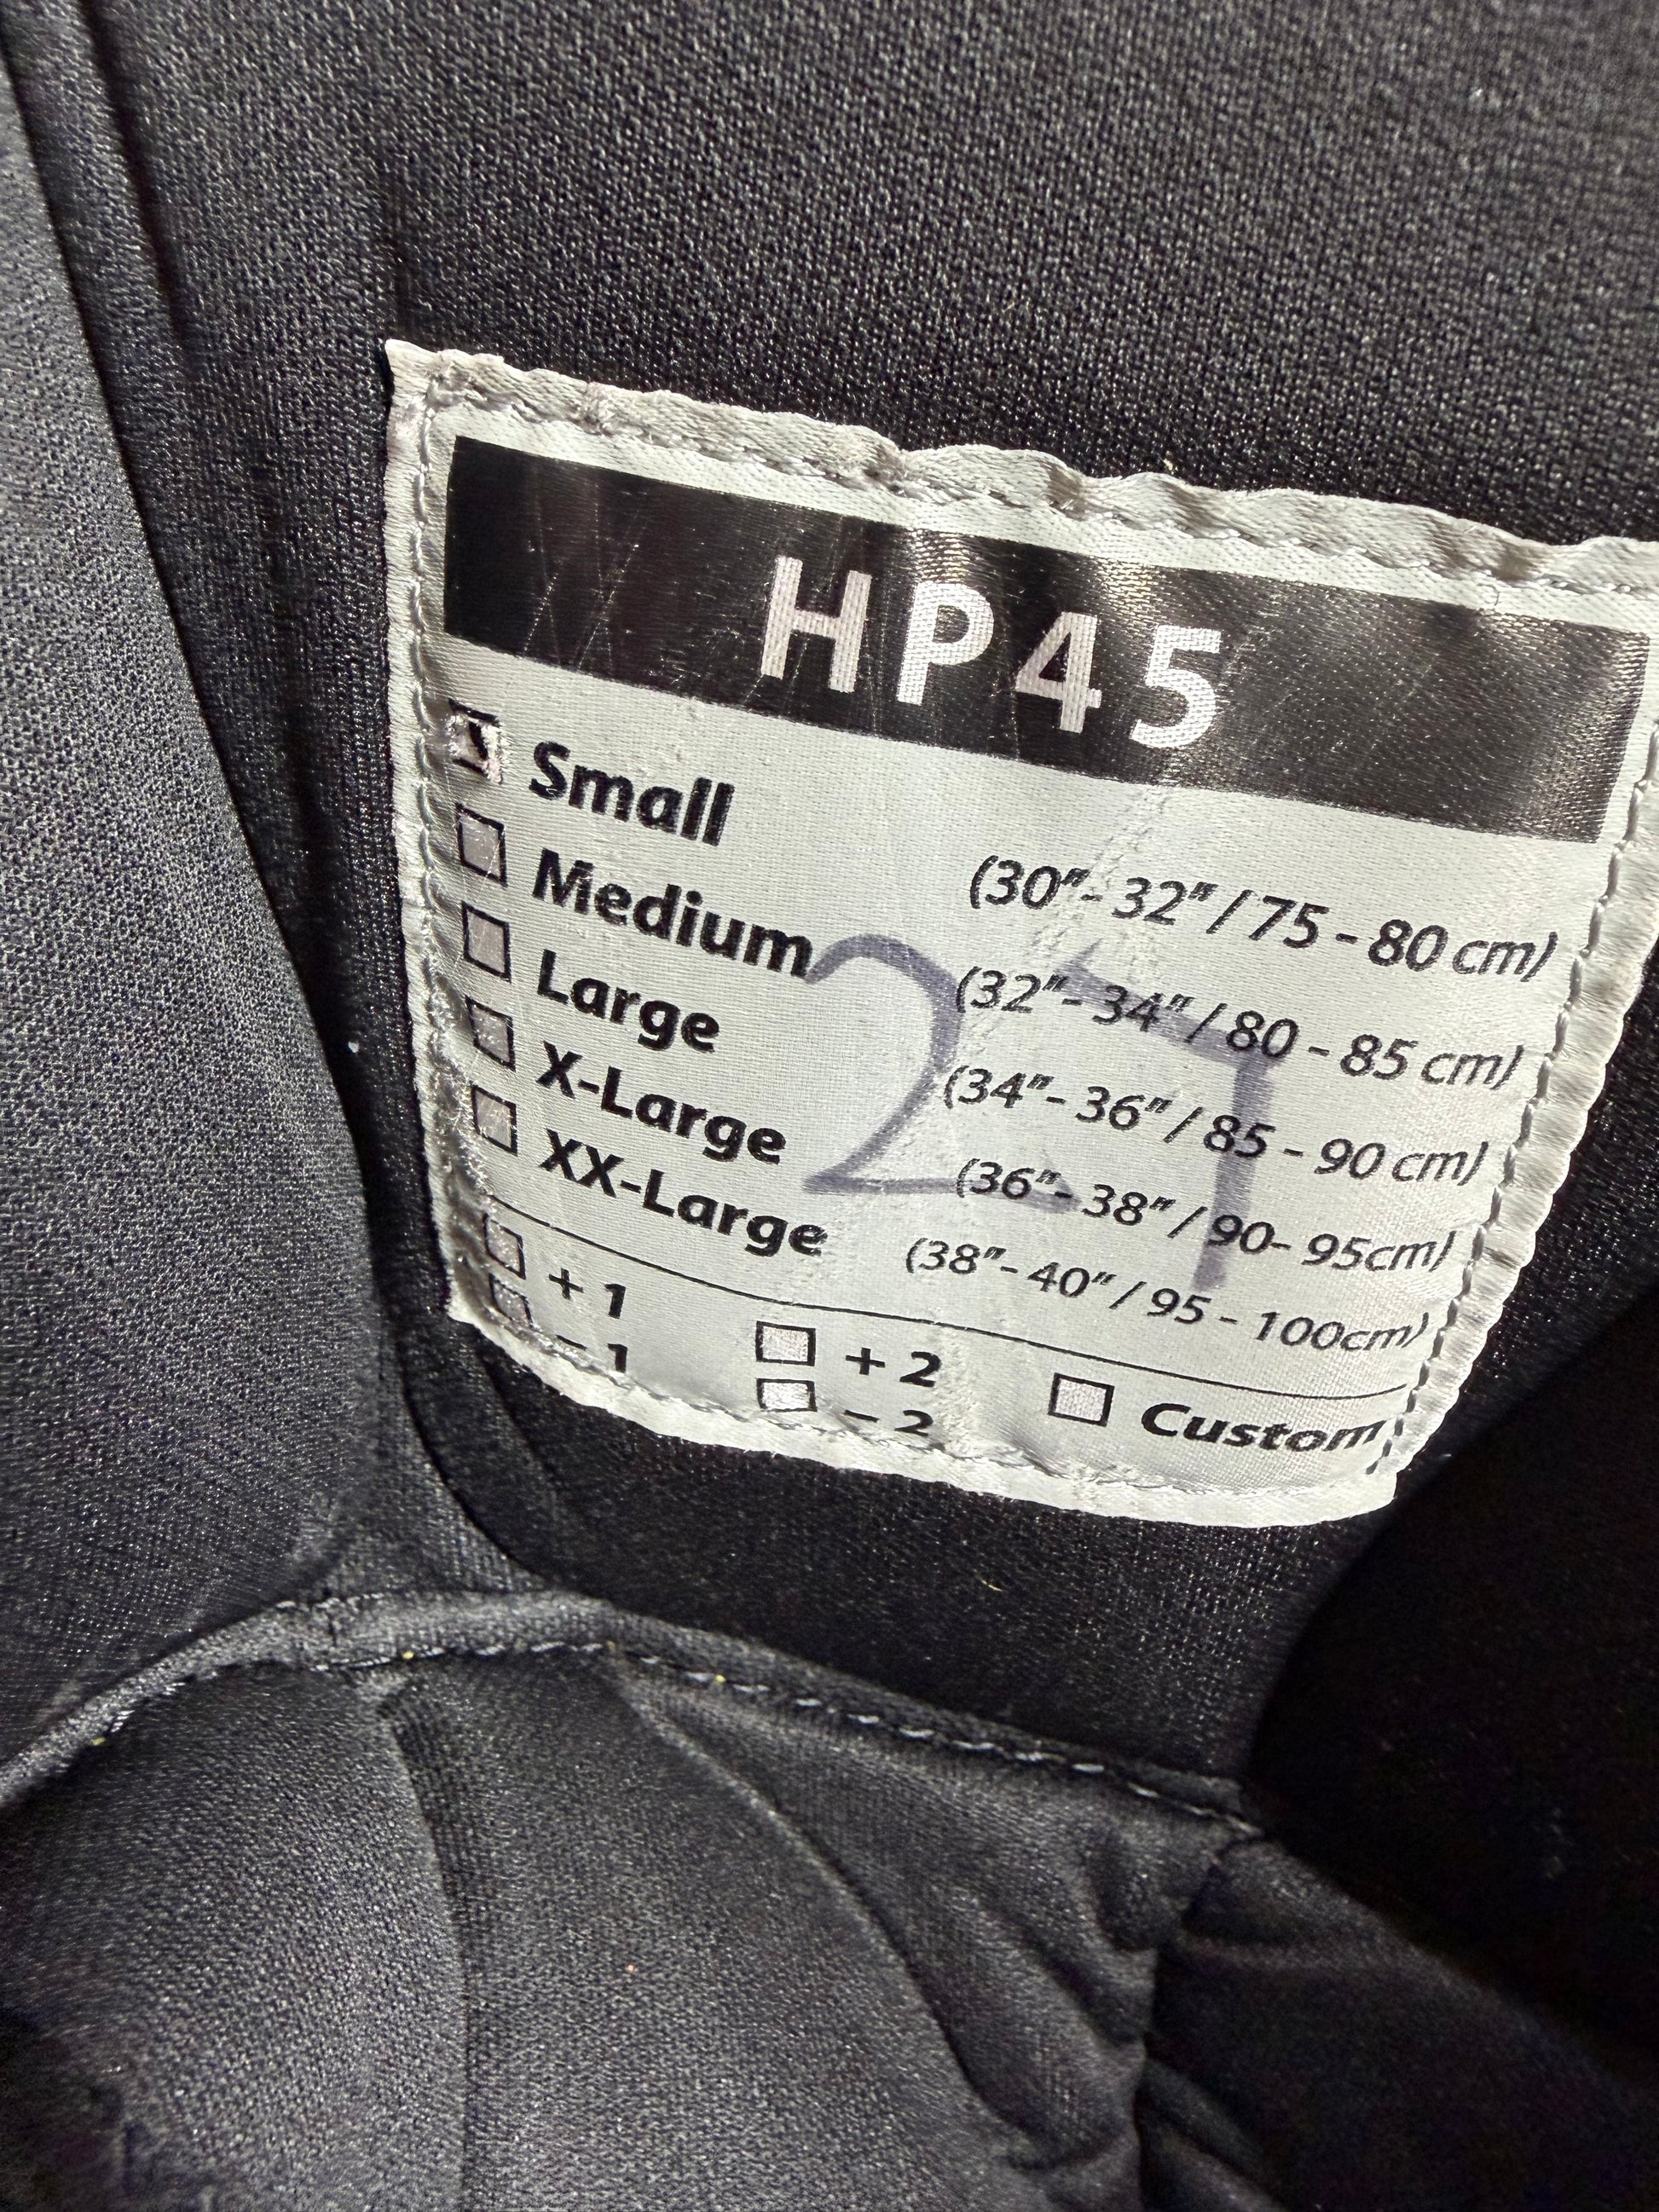 HP45
Small (30"- 32" / 75 - 80 cm)
Medium (32"- 34" / 80 - 85 cm)
Large (34"- 36" / 85 - 90 cm)
X-Large (36"- 38" / 90- 95cm)
XX-Large (38"- 40" / 95 - 100cm)
27
+ 1 + 2 Custom
- 1 - 2